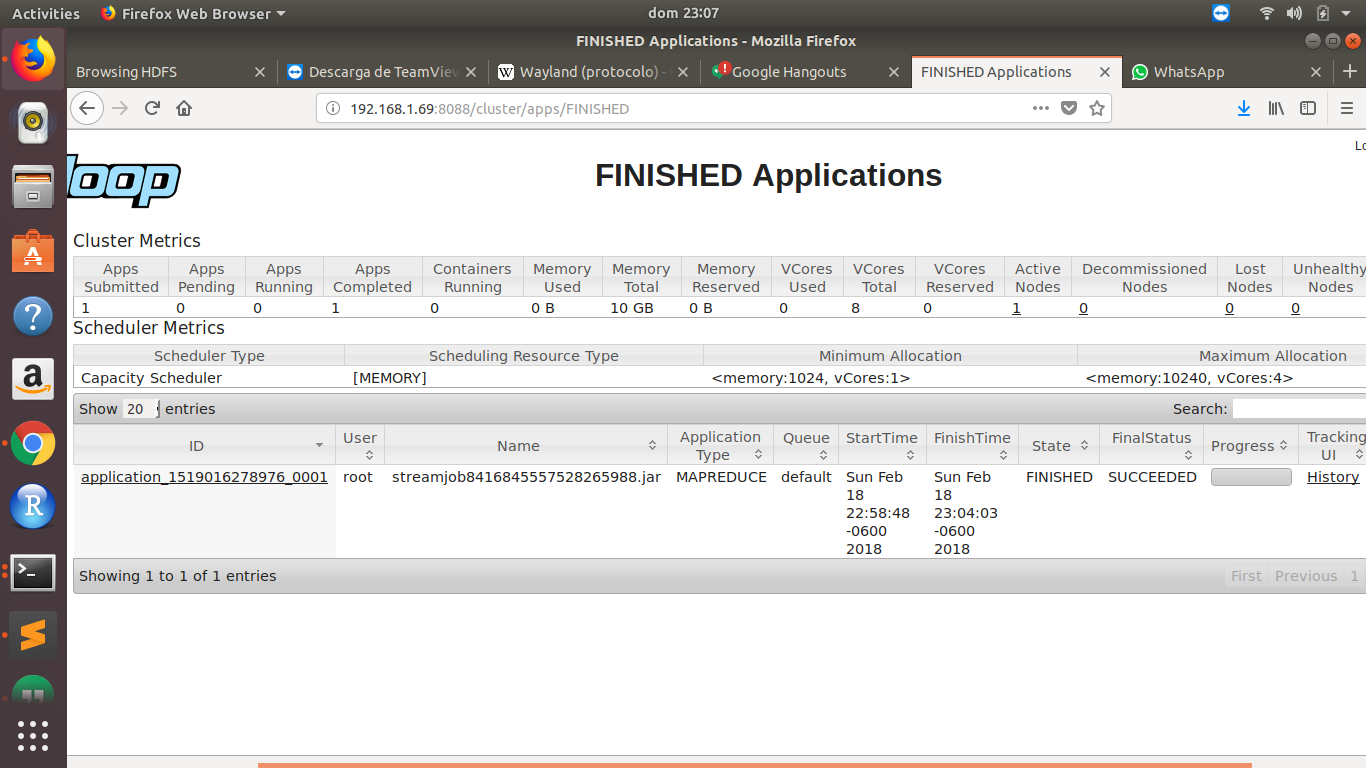 Activities Firefox Web Browser dom 23:07
FINISHED Applications - Mozilla Firefox
Browsing HDFS Descarga de TeamView Wayland (protocolo) - Google Hangouts FINISHED Applications WhatsApp
192.168.1.69:8088/cluster/apps/FINISHED
Lo
loop
FINISHED Applications
Cluster Metrics
Apps Submitted Apps Pending Apps Running Apps Completed Containers Running Memory Used Memory Total Memory Reserved VCores Used VCores Total VCores Reserved Active Nodes Decommissioned Nodes Lost Nodes Unhealthy Nodes
1 0 0 1 0 0 B 10 GB 0 B 0 8 0 1 0 0 0
Scheduler Metrics
Scheduler Type Scheduling Resource Type Minimum Allocation Maximum Allocation
Capacity Scheduler [MEMORY] <memory:1024, vCores:1> <memory:10240, vCores:4>
Show 20 entries Search:
ID User Name Application Type Queue StartTime FinishTime State FinalStatus Progress Tracking UI
application_1519016278976_0001 root streamjob8416845557528265988.jar MAPREDUCE default Sun Feb 18 22:58:48 -0600 2018 Sun Feb 18 23:04:03 -0600 2018 FINISHED SUCCEEDED History
Showing 1 to 1 of 1 entries First Previous 1